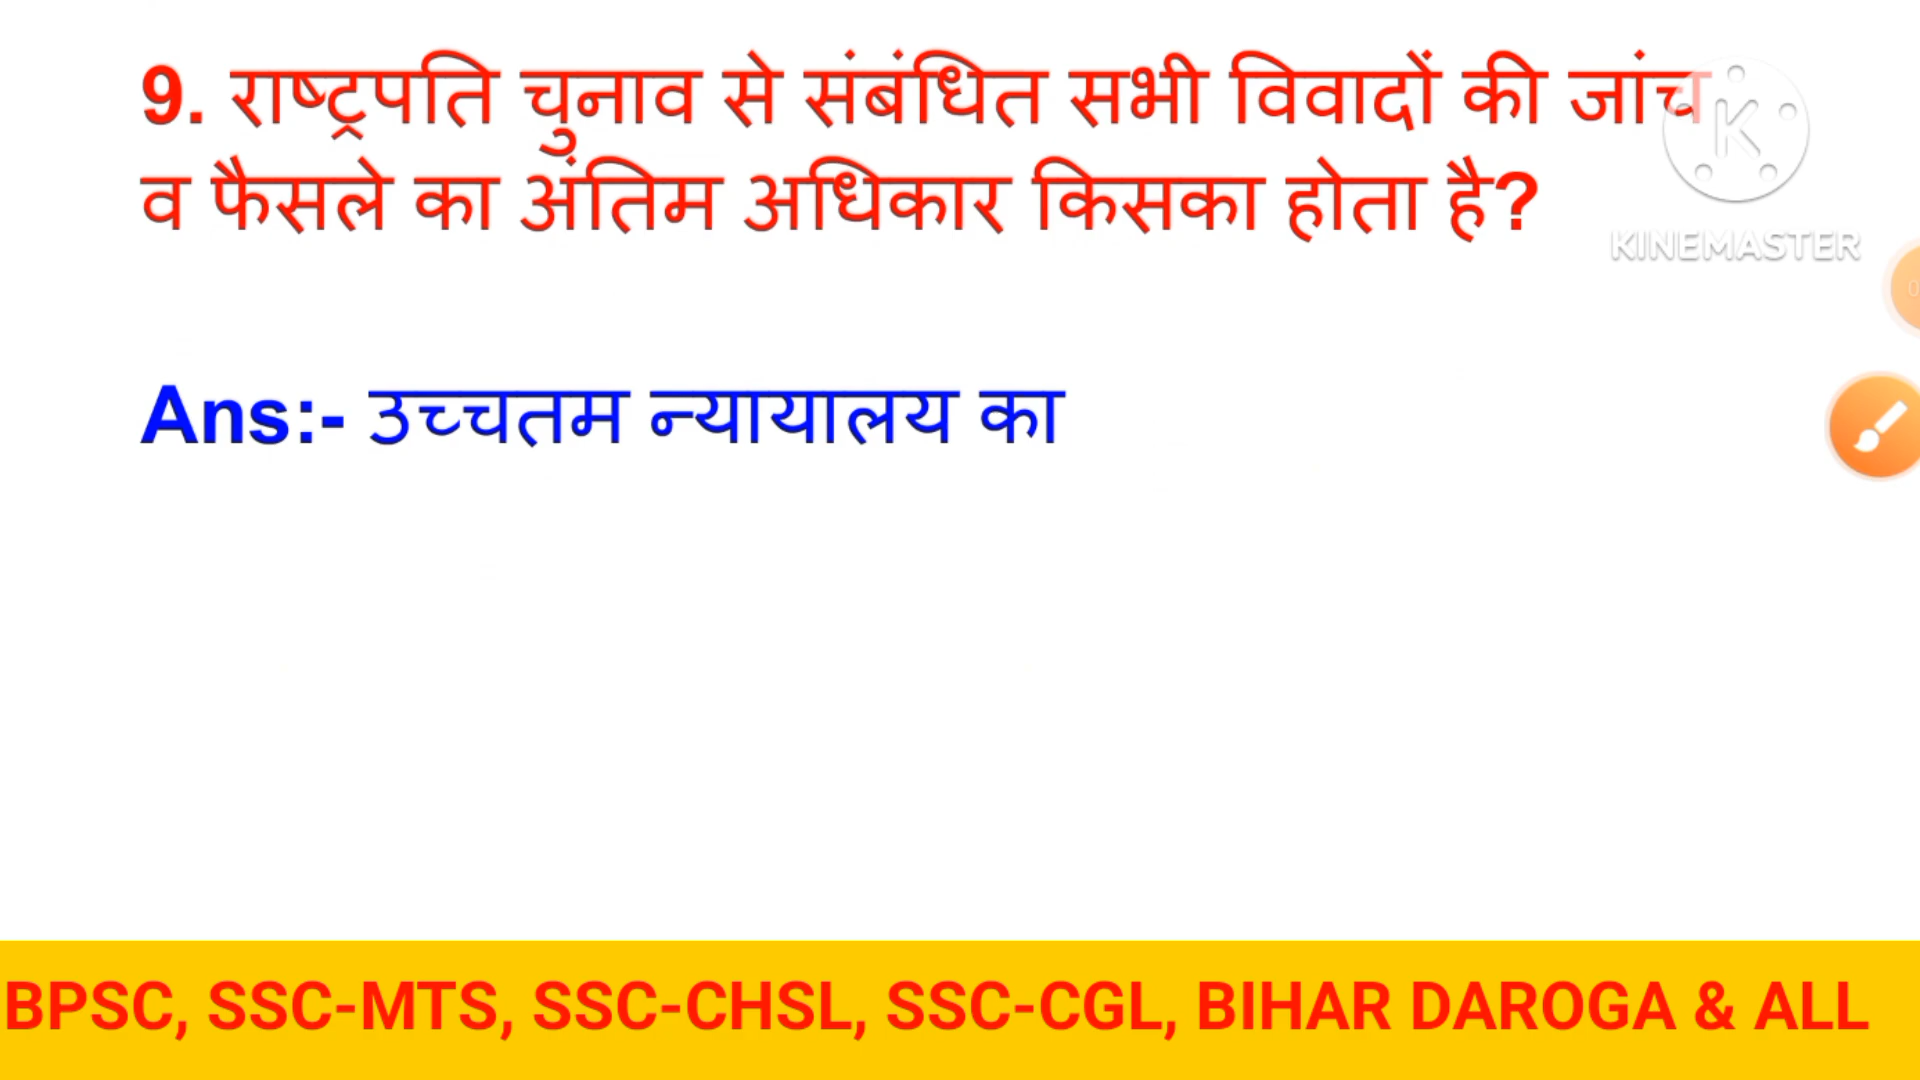 9. राष्ट्रपति चुनाव से संबंधित सभी विवादों की जांच
व फैसले का अंतिम अधिकार किसका होता है?
K
KINEMASTER
0
Ans:- उच्चतम न्यायालय का
BPSC, SSC-MTS, SSC-CHSL, SSC-CGL, BIHAR DAROGA & ALL